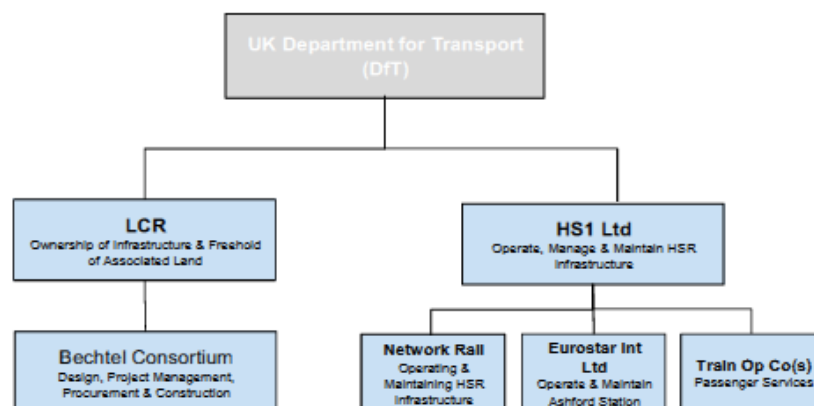 UK Department for Transport
(DfT)
LCR
Ownership of Infrastructure & Freehold
of Associated Land
HS1 Ltd
Operate, Manage & Maintain HSR
Infrastructure
Bechtel Consortium
Design, Project Management,
Procurement & Construction
Network Rail
Operating &
Maintaining HSR
Infrastructure
Eurostar Int
Ltd
Operate & Maintain
Ashford Station
Train Op Co(s)
Passenger Services